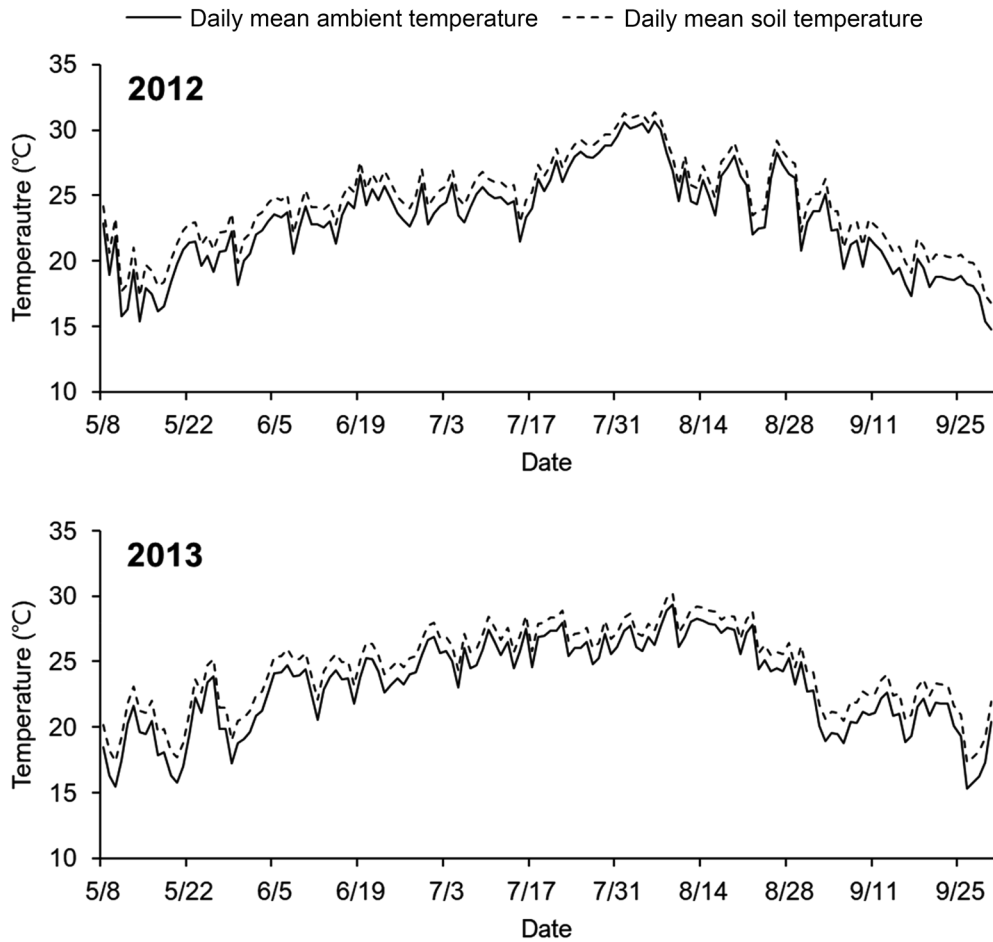 Daily mean ambient temperature Daily mean soil temperature
2012
Temperautre (℃)
35
30
25
20
15
10
5/8 5/22 6/5 6/19 7/3 7/17 7/31 8/14 8/28 9/11 9/25
Date
2013
Temperature (℃)
35
30
25
20
15
10
5/8 5/22 6/5 6/19 7/3 7/17 7/31 8/14 8/28 9/11 9/25
Date